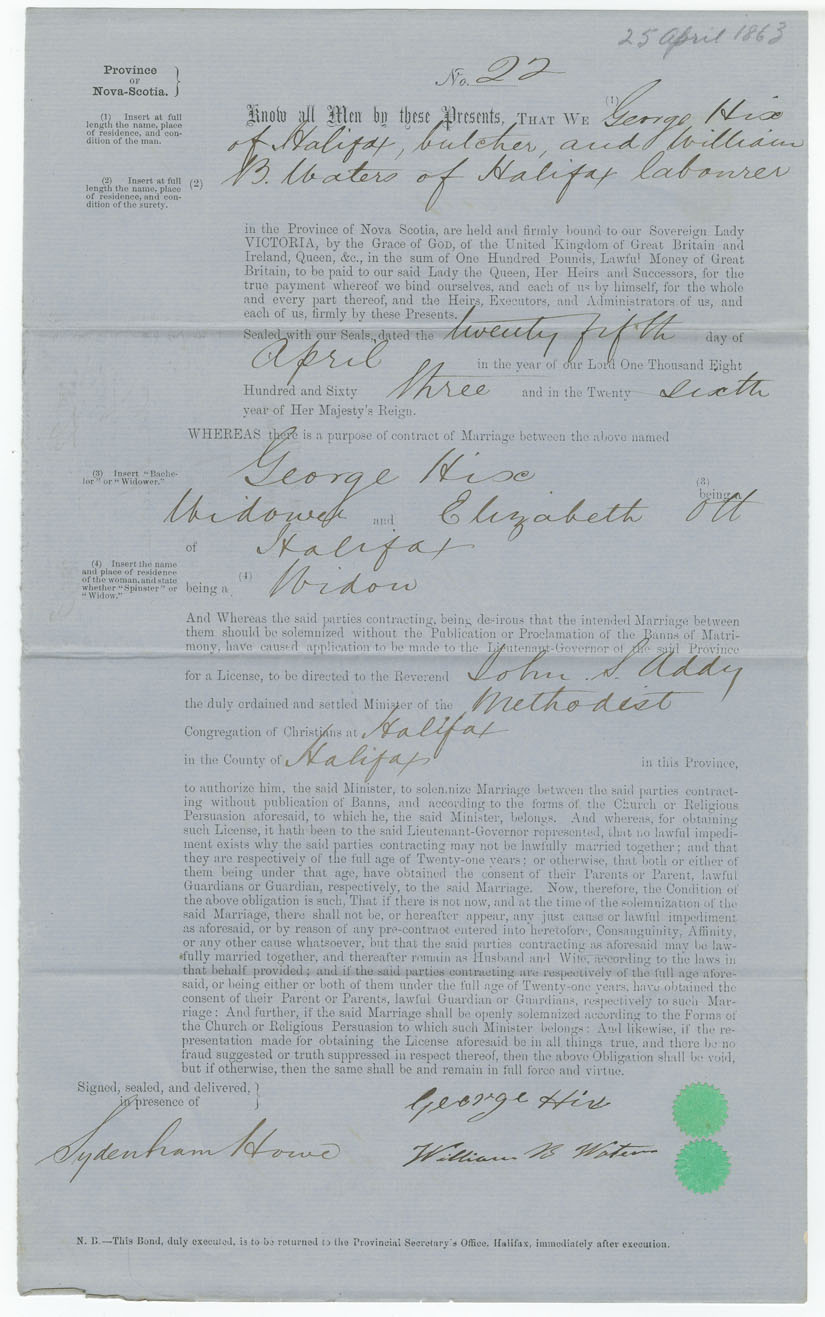 25 April 1863
Province
OF
Nova-Scotia.
No. 22
(1) Insert at full
length the name, place
of residence, and con-
dition of the man.
Know all Men by these Presents, THAT WE (1) George Hix
of Halifax, butcher, and William
(2) Insert at full
length the name, place
of residence, and con-
dition of the surety.
(2) B. Waters of Halifax labourer
in the Province of Nova Scotia, are held and firmly bound to our Sovereign Lady
VICTORIA, by the Grace of GOD, of the United Kingdom of Great Britain and
Ireland, Queen, &c., in the sum of One Hundred Pounds, Lawful Money of Great
Britain, to be paid to our said Lady the Queen, Her Heirs and Successors, for the
true payment whereof we bind ourselves, and each of us by himself, for the whole
and every part thereof, and the Heirs, Executors, and Administrators of us, and
each of us, firmly by these Presents.
Sealed with our Seals, dated the twenty fifth day of
April in the year of our Lord One Thousand Eight
Hundred and Sixty three and in the Twenty sixth
year of Her Majesty's Reign.
WHEREAS there is a purpose of contract of Marriage between the above named
(3) Insert "Bache-
lor" or "Widower."
George Hix (3) being a
Widower and Elizabeth Ott
of Halifax
(4) Insert the name
and place of residence
of the woman, and state
whether "Spinster" or
"Widow."
being a (4) Widow
And Whereas the said parties contracting, being desirous that the intended Marriage between
them should be solemnized without the Publication or Proclamation of the Banns of Matri-
mony, have caused application to be made to the Lieutenant-Governor of the said Province
for a License, to be directed to the Reverend John S. Addy
the duly ordained and settled Minister of the Methodist
Congregation of Christians at Halifax
in the County of Halifax in this Province,
to authorize him, the said Minister, to solemnize Marriage between the said parties contract-
ing without publication of Banns, and according to the forms of the Church or Religious
Persuasion aforesaid, to which he, the said Minister, belongs. And whereas, for obtaining
such License, it hath been to the said Lieutenant-Governor represented, that no lawful impedi-
ment exists why the said parties contracting may not be lawfully married together; and that
they are respectively of the full age of Twenty-one years; or otherwise, that both or either of
them being under that age, have obtained the consent of their Parents or Parent, lawful
Guardians or Guardian, respectively, to the said Marriage. Now, therefore, the Condition of
the above obligation is such, That if there is not now, and at the time of the solemnization of the
said Marriage, there shall not be, or hereafter appear, any just cause or lawful impediment
as aforesaid, or by reason of any pre-contract entered into heretofore, Consanguinity, Affinity,
or any other cause whatsoever, but that the said parties contracting as aforesaid may be law-
fully married together, and thereafter remain as Husband and Wife, according to the laws in
that behalf provided; and if the said parties contracting are respectively of the full age afore-
said, or being either or both of them under the full age of Twenty-one years, have obtained the
consent of their Parent or Parents, lawful Guardian or Guardians, respectively to such Mar-
riage: And further, if the said Marriage shall be openly solemnized according to the Forms of
the Church or Religious Persuasion to which such Minister belongs: And likewise, if the re-
presentation made for obtaining the License aforesaid be in all things true, and there be no
fraud suggested or truth suppressed in respect thereof, then the above Obligation shall be void,
but if otherwise, then the same shall be and remain in full force and virtue.
Signed, sealed, and delivered,
in presence of
George Hix
Sydenham Howe
William B Waters
N. B.—This Bond, duly executed, is to be returned to the Provincial Secretary's Office, Halifax, immediately after execution.